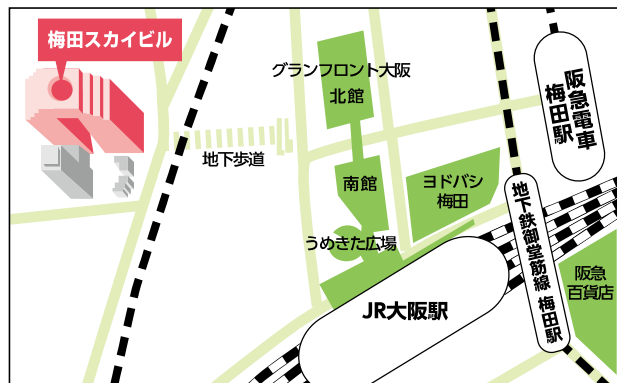 梅田スカイビル
グランフロント大阪
北館
地下歩道
南館
うめきた広場
ヨドバシ
梅田
阪急電車
梅田駅
地下鉄御堂筋線 梅田駅
JR大阪駅
阪急
百貨店